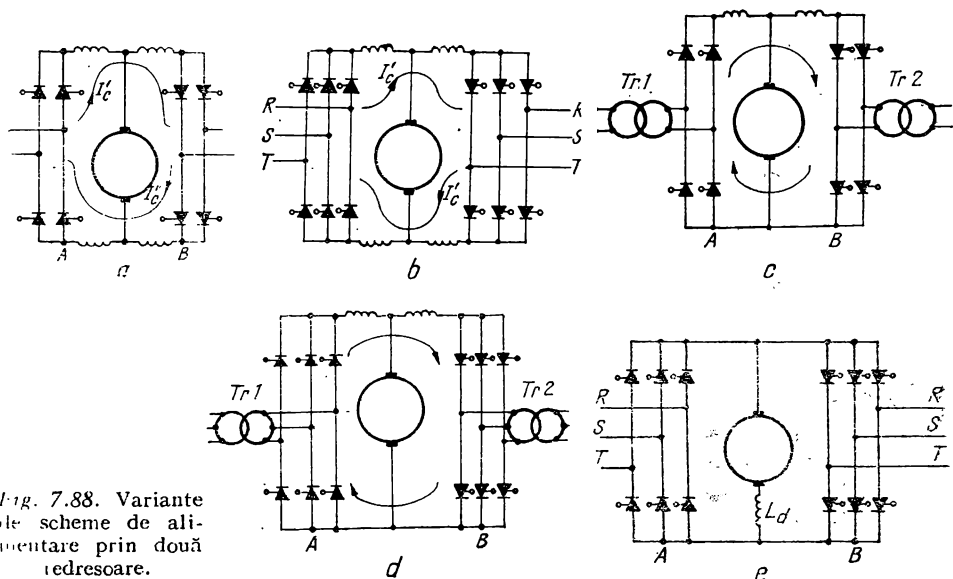 I'c
I''c
A
B
a
R
S
T
I'c
I'c
R
S
T
b
Tr.1
Tr 2
A
B
c
Tr 1
Tr 2
A
B
d
R
S
T
Ld
R
S
T
A
B
e
Fig. 7.88. Variante
de scheme de ali-
mentare prin două
redresoare.